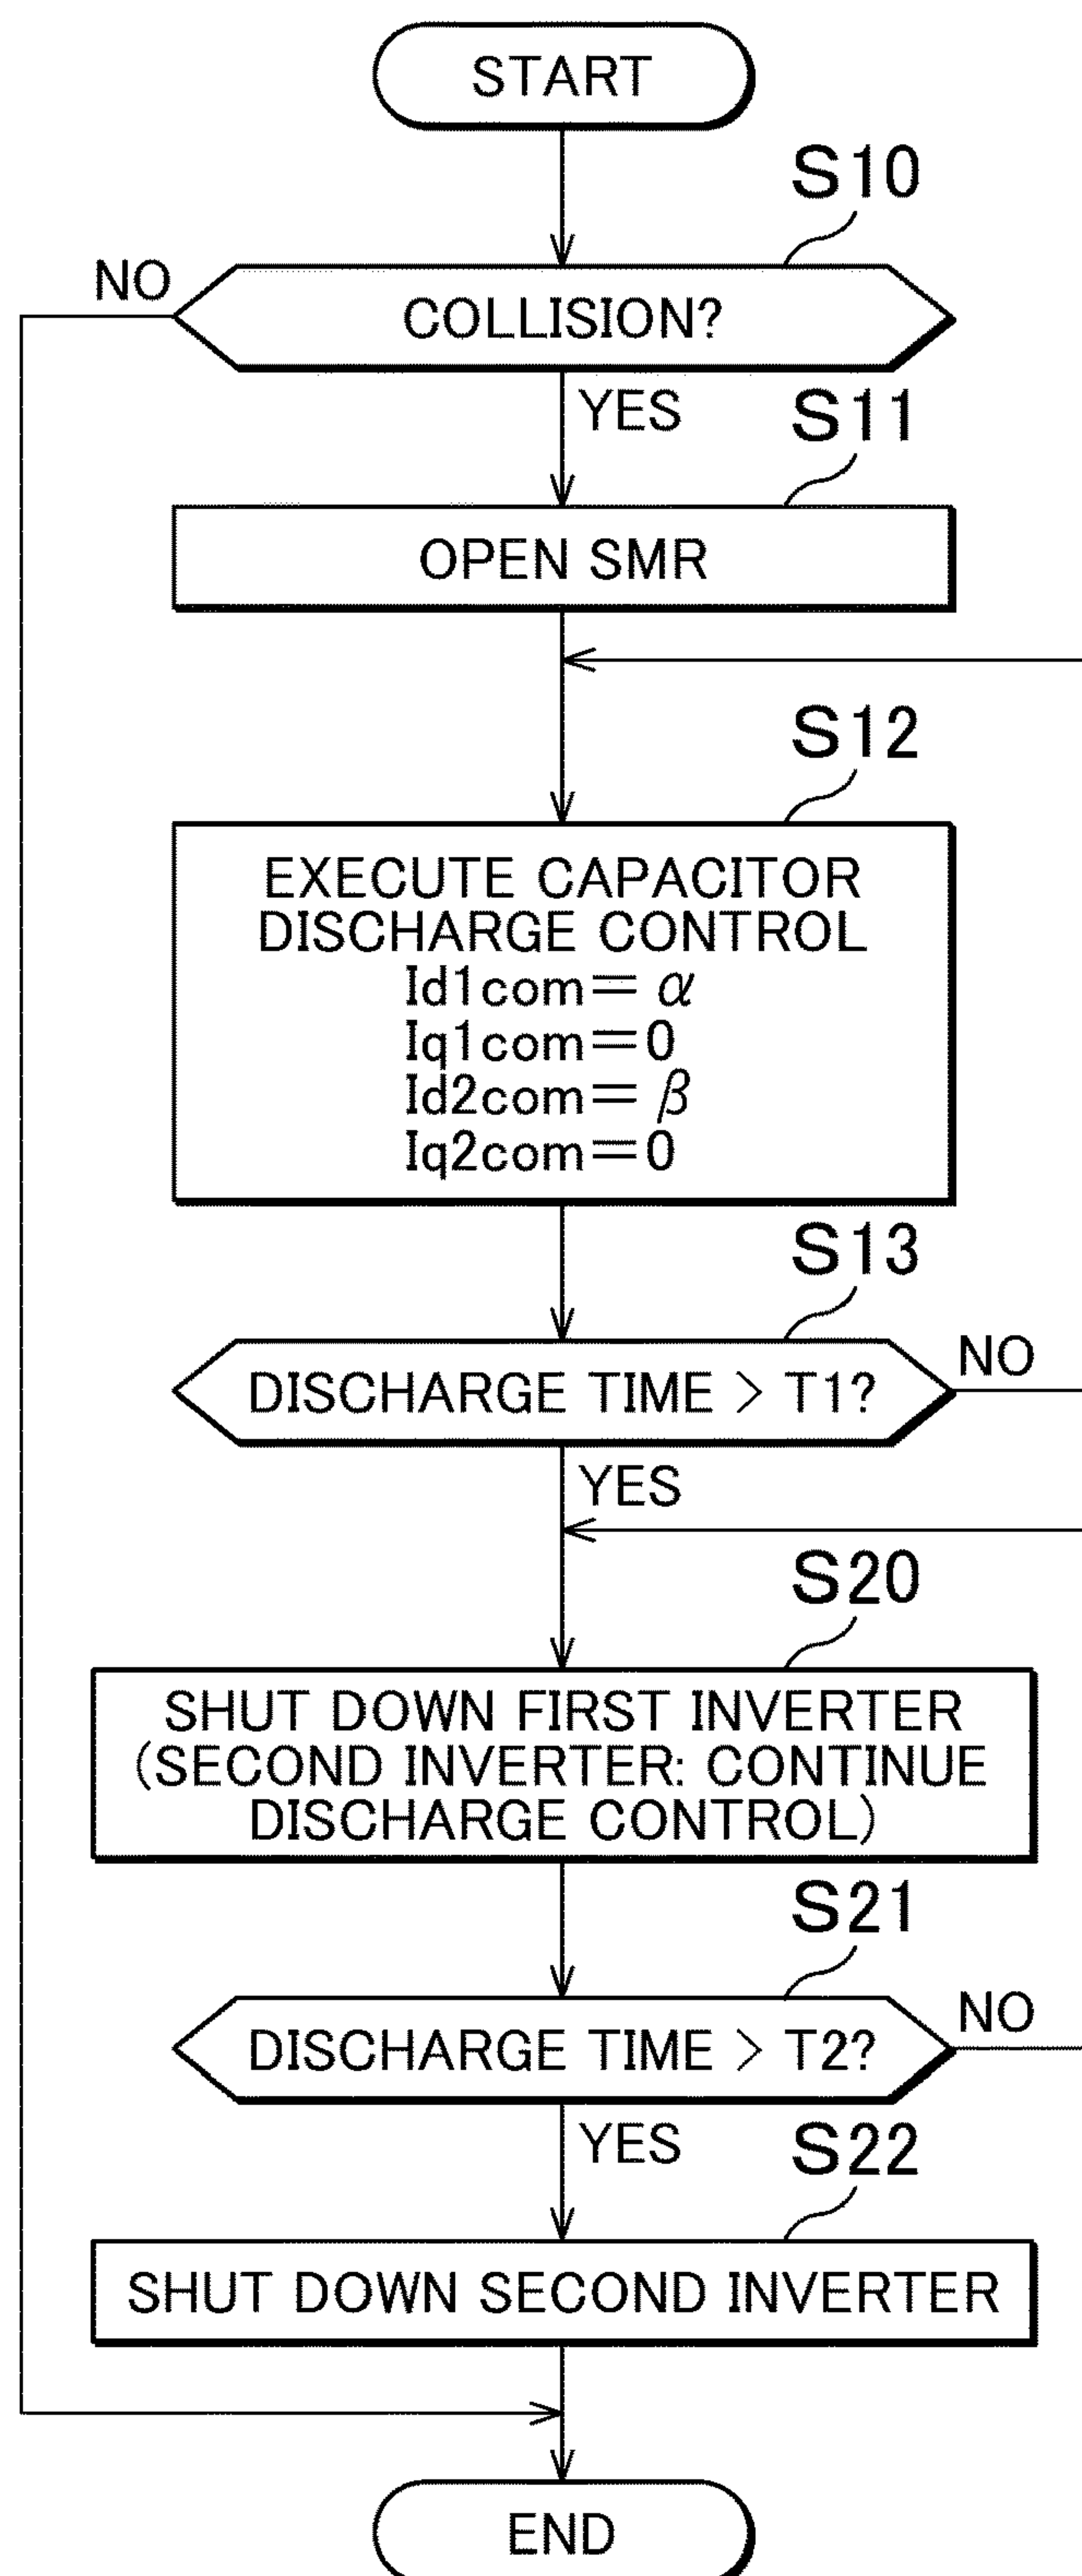 START
S10
NO
COLLISION?
YES
S11
OPEN SMR
S12
EXECUTE CAPACITOR
DISCHARGE CONTROL
Id1com=α
Iq1com=0
Id2com=β
Iq2com=0
S13
DISCHARGE TIME > T1?
NO
YES
S20
SHUT DOWN FIRST INVERTER
(SECOND INVERTER: CONTINUE
DISCHARGE CONTROL)
S21
DISCHARGE TIME > T2?
NO
YES
S22
SHUT DOWN SECOND INVERTER
END